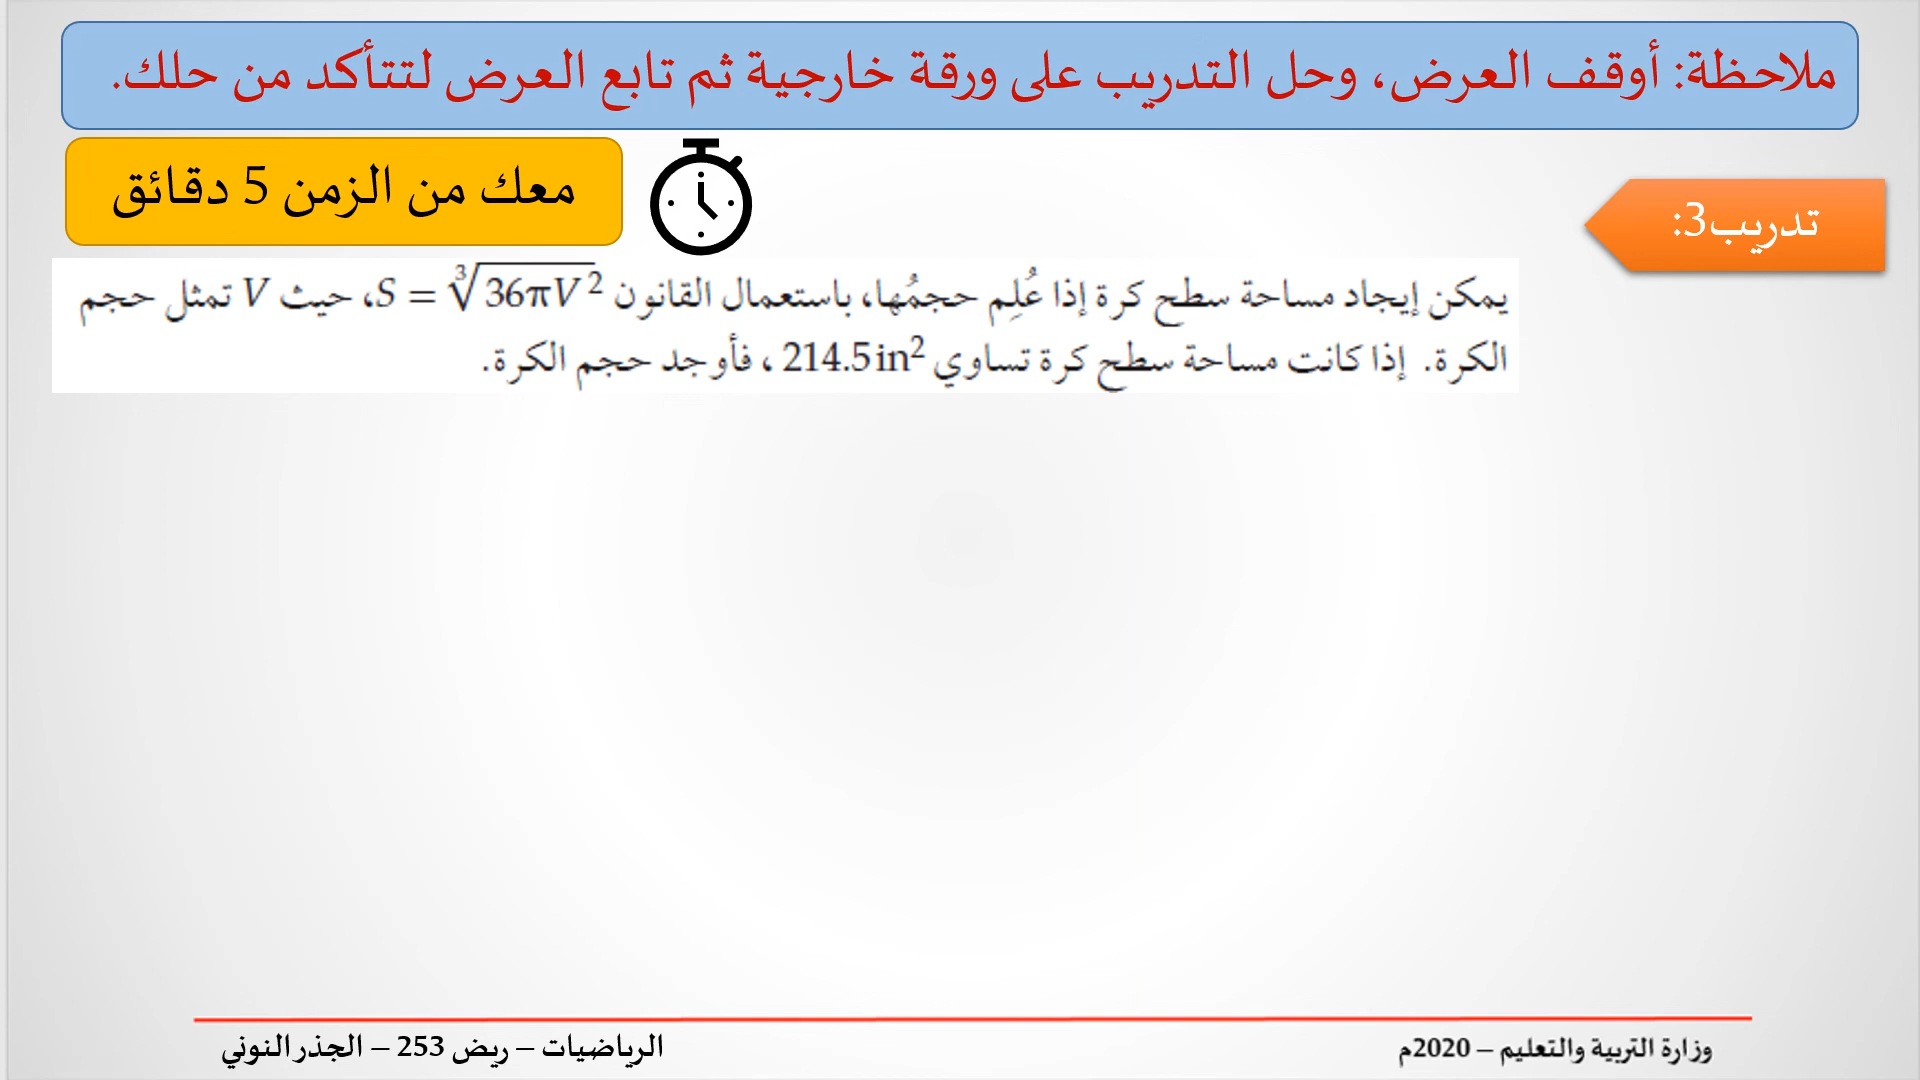 ملاحظة: أوقف العرض، وحل التدريب على ورقة خارجية ثم تابع العرض لتتأكد من حلك.
معك من الزمن 5 دقائق
تدريب3:
يمكن إيجاد مساحة سطح كرة إذا عُلِم حجمُها، باستعمال القانون S = ∛(36πV²)، حيث V تمثل حجم
الكرة. إذا كانت مساحة سطح كرة تساوي 214.5 in²، فأوجد حجم الكرة.
وزارة التربية والتعليم – 2020م
الرياضيات – ريض 253 – الجذر النوني